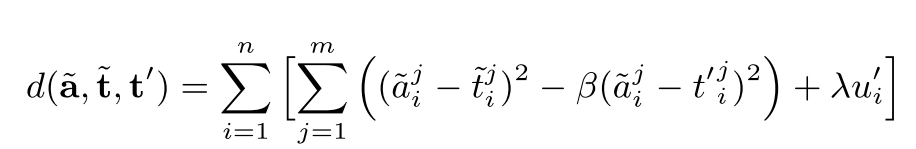 d(ã, t̃, t′) = ∑_{i=1}^{n} [ ∑_{j=1}^{m} ( (ã_i^j − t̃_i^j)^2 − β(ã_i^j − t′_i^j)^2 ) + λu′_i ]